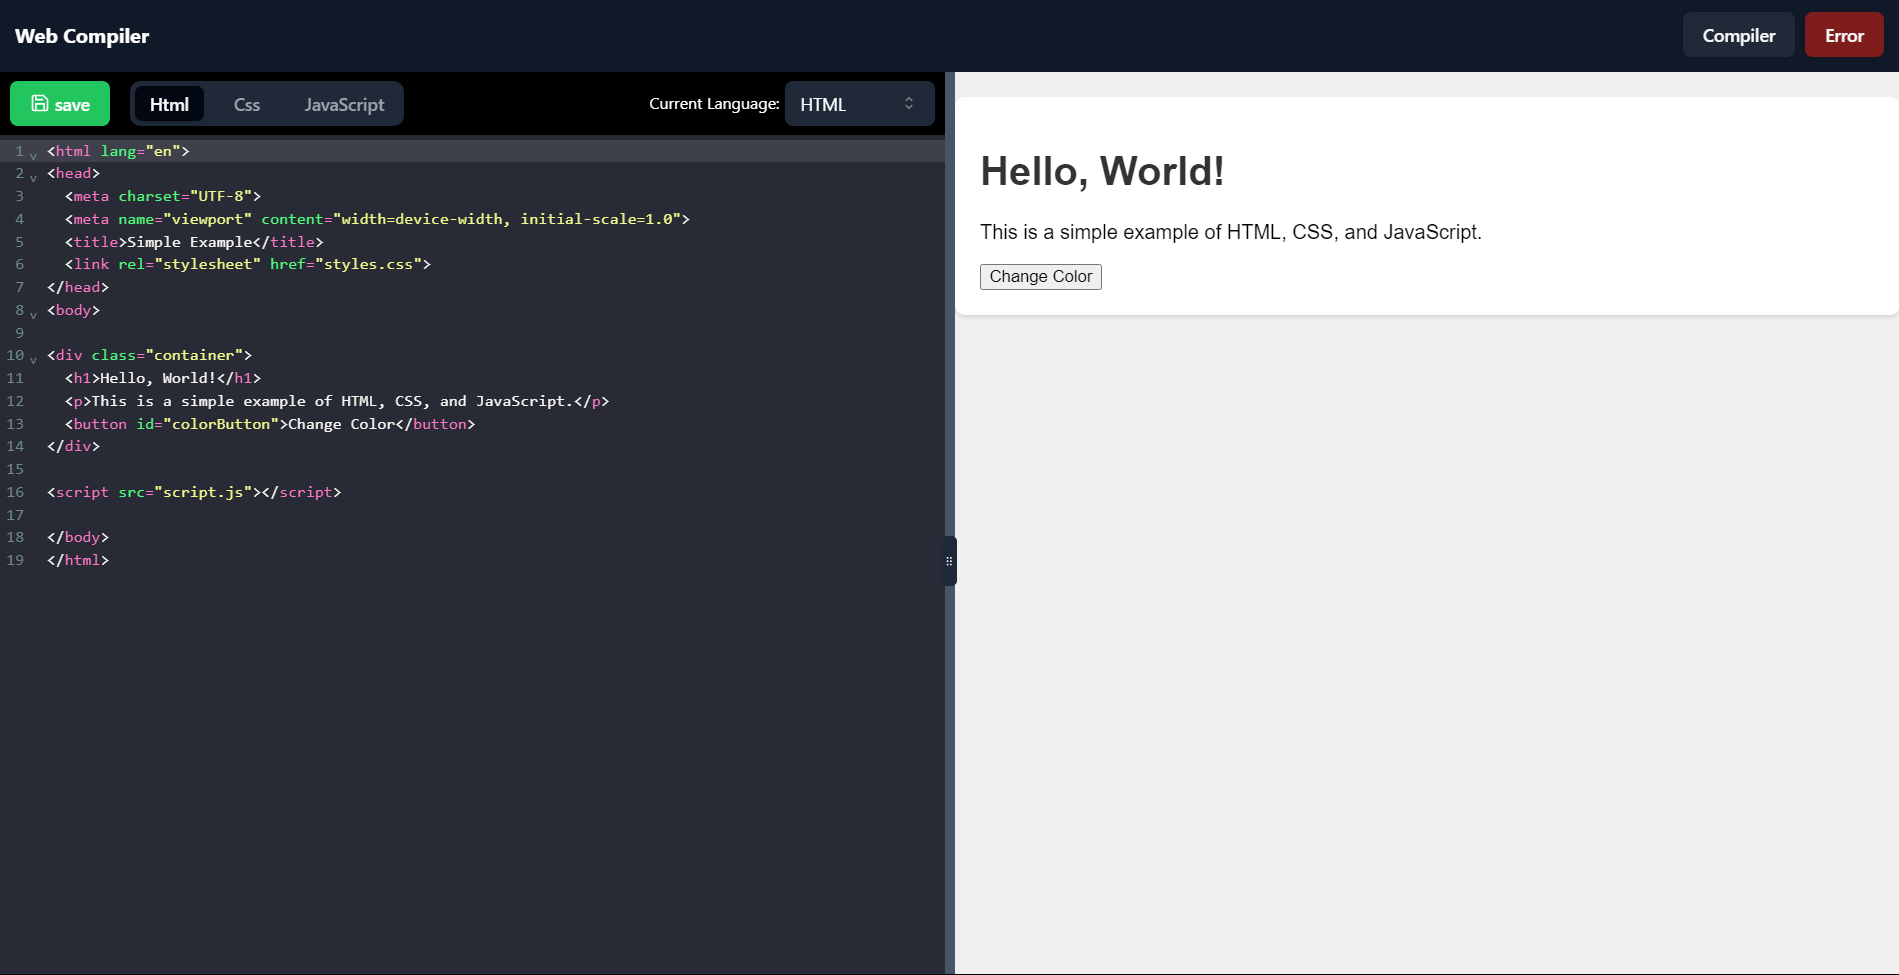 Web Compiler
Compiler
Error
save
Html
Css
JavaScript
Current Language:
HTML
1 <html lang="en">
2 <head>
3 <meta charset="UTF-8">
4 <meta name="viewport" content="width=device-width, initial-scale=1.0">
5 <title>Simple Example</title>
6 <link rel="stylesheet" href="styles.css">
7 </head>
8 <body>
9
10 <div class="container">
11 <h1>Hello, World!</h1>
12 <p>This is a simple example of HTML, CSS, and JavaScript.</p>
13 <button id="colorButton">Change Color</button>
14 </div>
15
16 <script src="script.js"></script>
17
18 </body>
19 </html>
Hello, World!
This is a simple example of HTML, CSS, and JavaScript.
Change Color